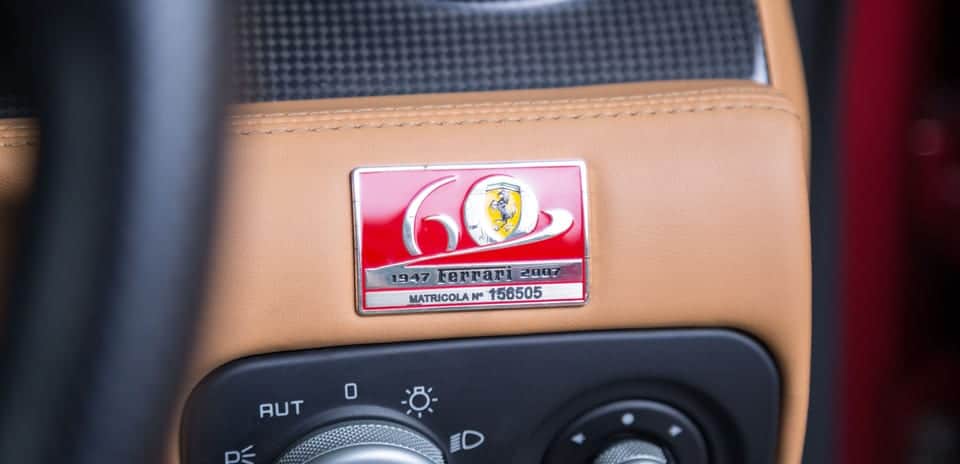 60
1947 Ferrari 2007
MATRICOLA Nº 156505
AUT 0
P